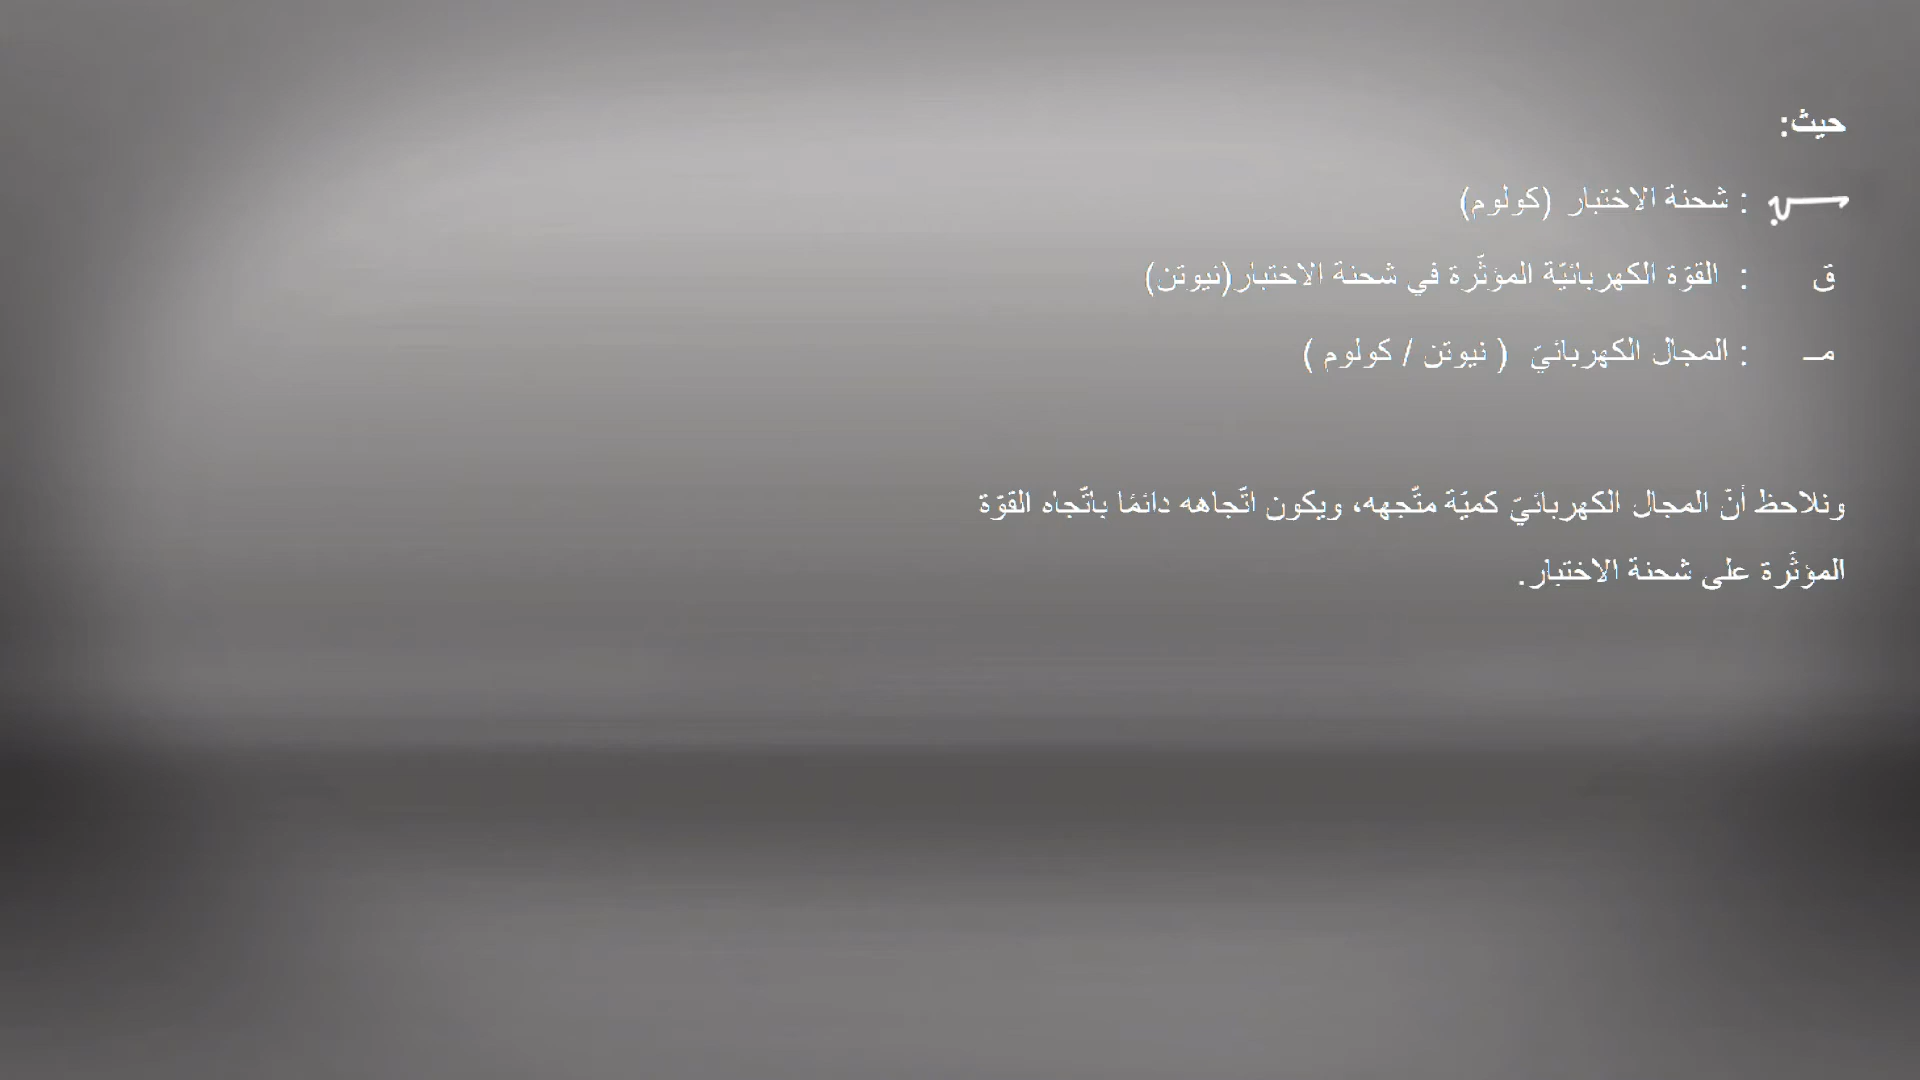 حيث:
: شحنة الاختبار (كولوم)
ق : القوّة الكهربائيّة المؤثّرة في شحنة الاختبار(نيوتن)
مـ : المجال الكهربائيّ ( نيوتن / كولوم )
ونلاحظ أنّ المجال الكهربائيّ كميّة متّجهه، ويكون اتّجاهه دائمًا باتّجاه القوّة
المؤثّرة على شحنة الاختبار.